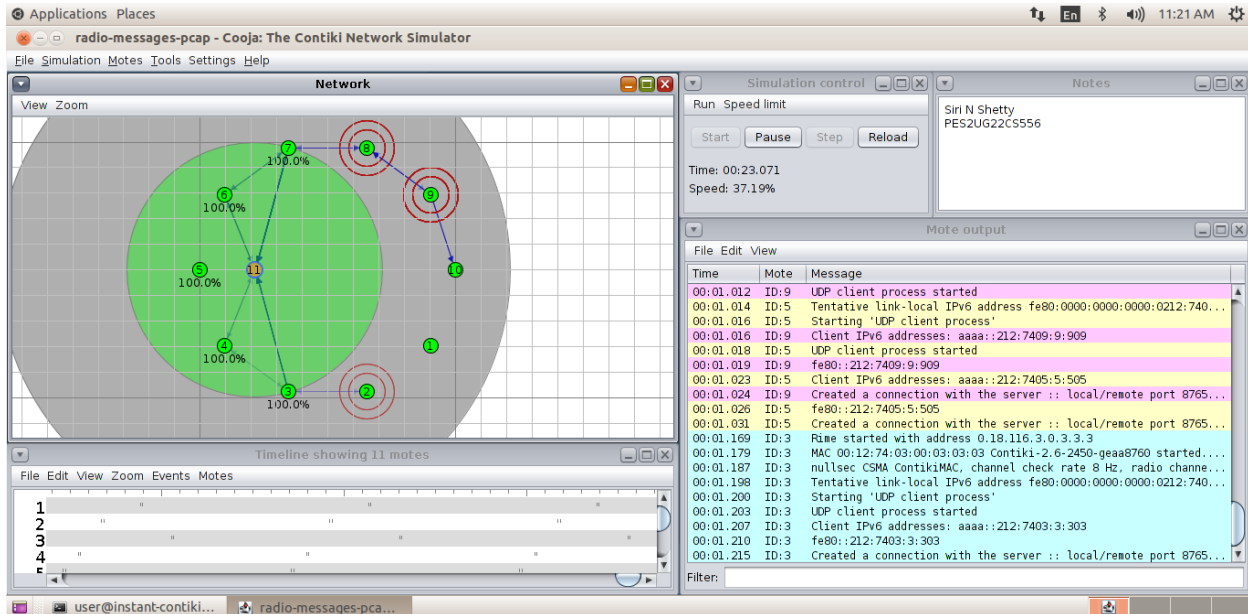 Applications Places
En 11:21 AM
radio-messages-pcap - Cooja: The Contiki Network Simulator
File Simulation Motes Tools Settings Help
Network
View Zoom
7
100.0%
8
6
100.0%
9
5
100.0%
11
10
4
100.0%
1
3
100.0%
2
Simulation control
Run Speed limit
Start Pause Step Reload
Time: 00:23.071
Speed: 37.19%
Notes
Siri N Shetty
PES2UG22CS556
Mote output
File Edit View
Time Mote Message
00:01.012 ID:9 UDP client process started
00:01.014 ID:5 Tentative link-local IPv6 address fe80:0000:0000:0000:0212:740...
00:01.016 ID:5 Starting 'UDP client process'
00:01.016 ID:9 Client IPv6 addresses: aaaa::212:7409:9:909
00:01.018 ID:5 UDP client process started
00:01.019 ID:9 fe80::212:7409:9:909
00:01.023 ID:5 Client IPv6 addresses: aaaa::212:7405:5:505
00:01.024 ID:9 Created a connection with the server :: local/remote port 8765...
00:01.026 ID:5 fe80::212:7405:5:505
00:01.031 ID:5 Created a connection with the server :: local/remote port 8765...
00:01.169 ID:3 Rime started with address 0.18.116.3.0.3.3.3
00:01.179 ID:3 MAC 00:12:74:03:00:03:03:03 Contiki-2.6-2450-geaa8760 started....
00:01.187 ID:3 nullsec CSMA ContikiMAC, channel check rate 8 Hz, radio channe...
00:01.198 ID:3 Tentative link-local IPv6 address fe80:0000:0000:0000:0212:740...
00:01.200 ID:3 Starting 'UDP client process'
00:01.203 ID:3 UDP client process started
00:01.207 ID:3 Client IPv6 addresses: aaaa::212:7403:3:303
00:01.210 ID:3 fe80::212:7403:3:303
00:01.215 ID:3 Created a connection with the server :: local/remote port 8765...
Filter:
Timeline showing 11 motes
File Edit View Zoom Events Motes
1
2
3
4
5
user@instant-contiki... radio-messages-pca...